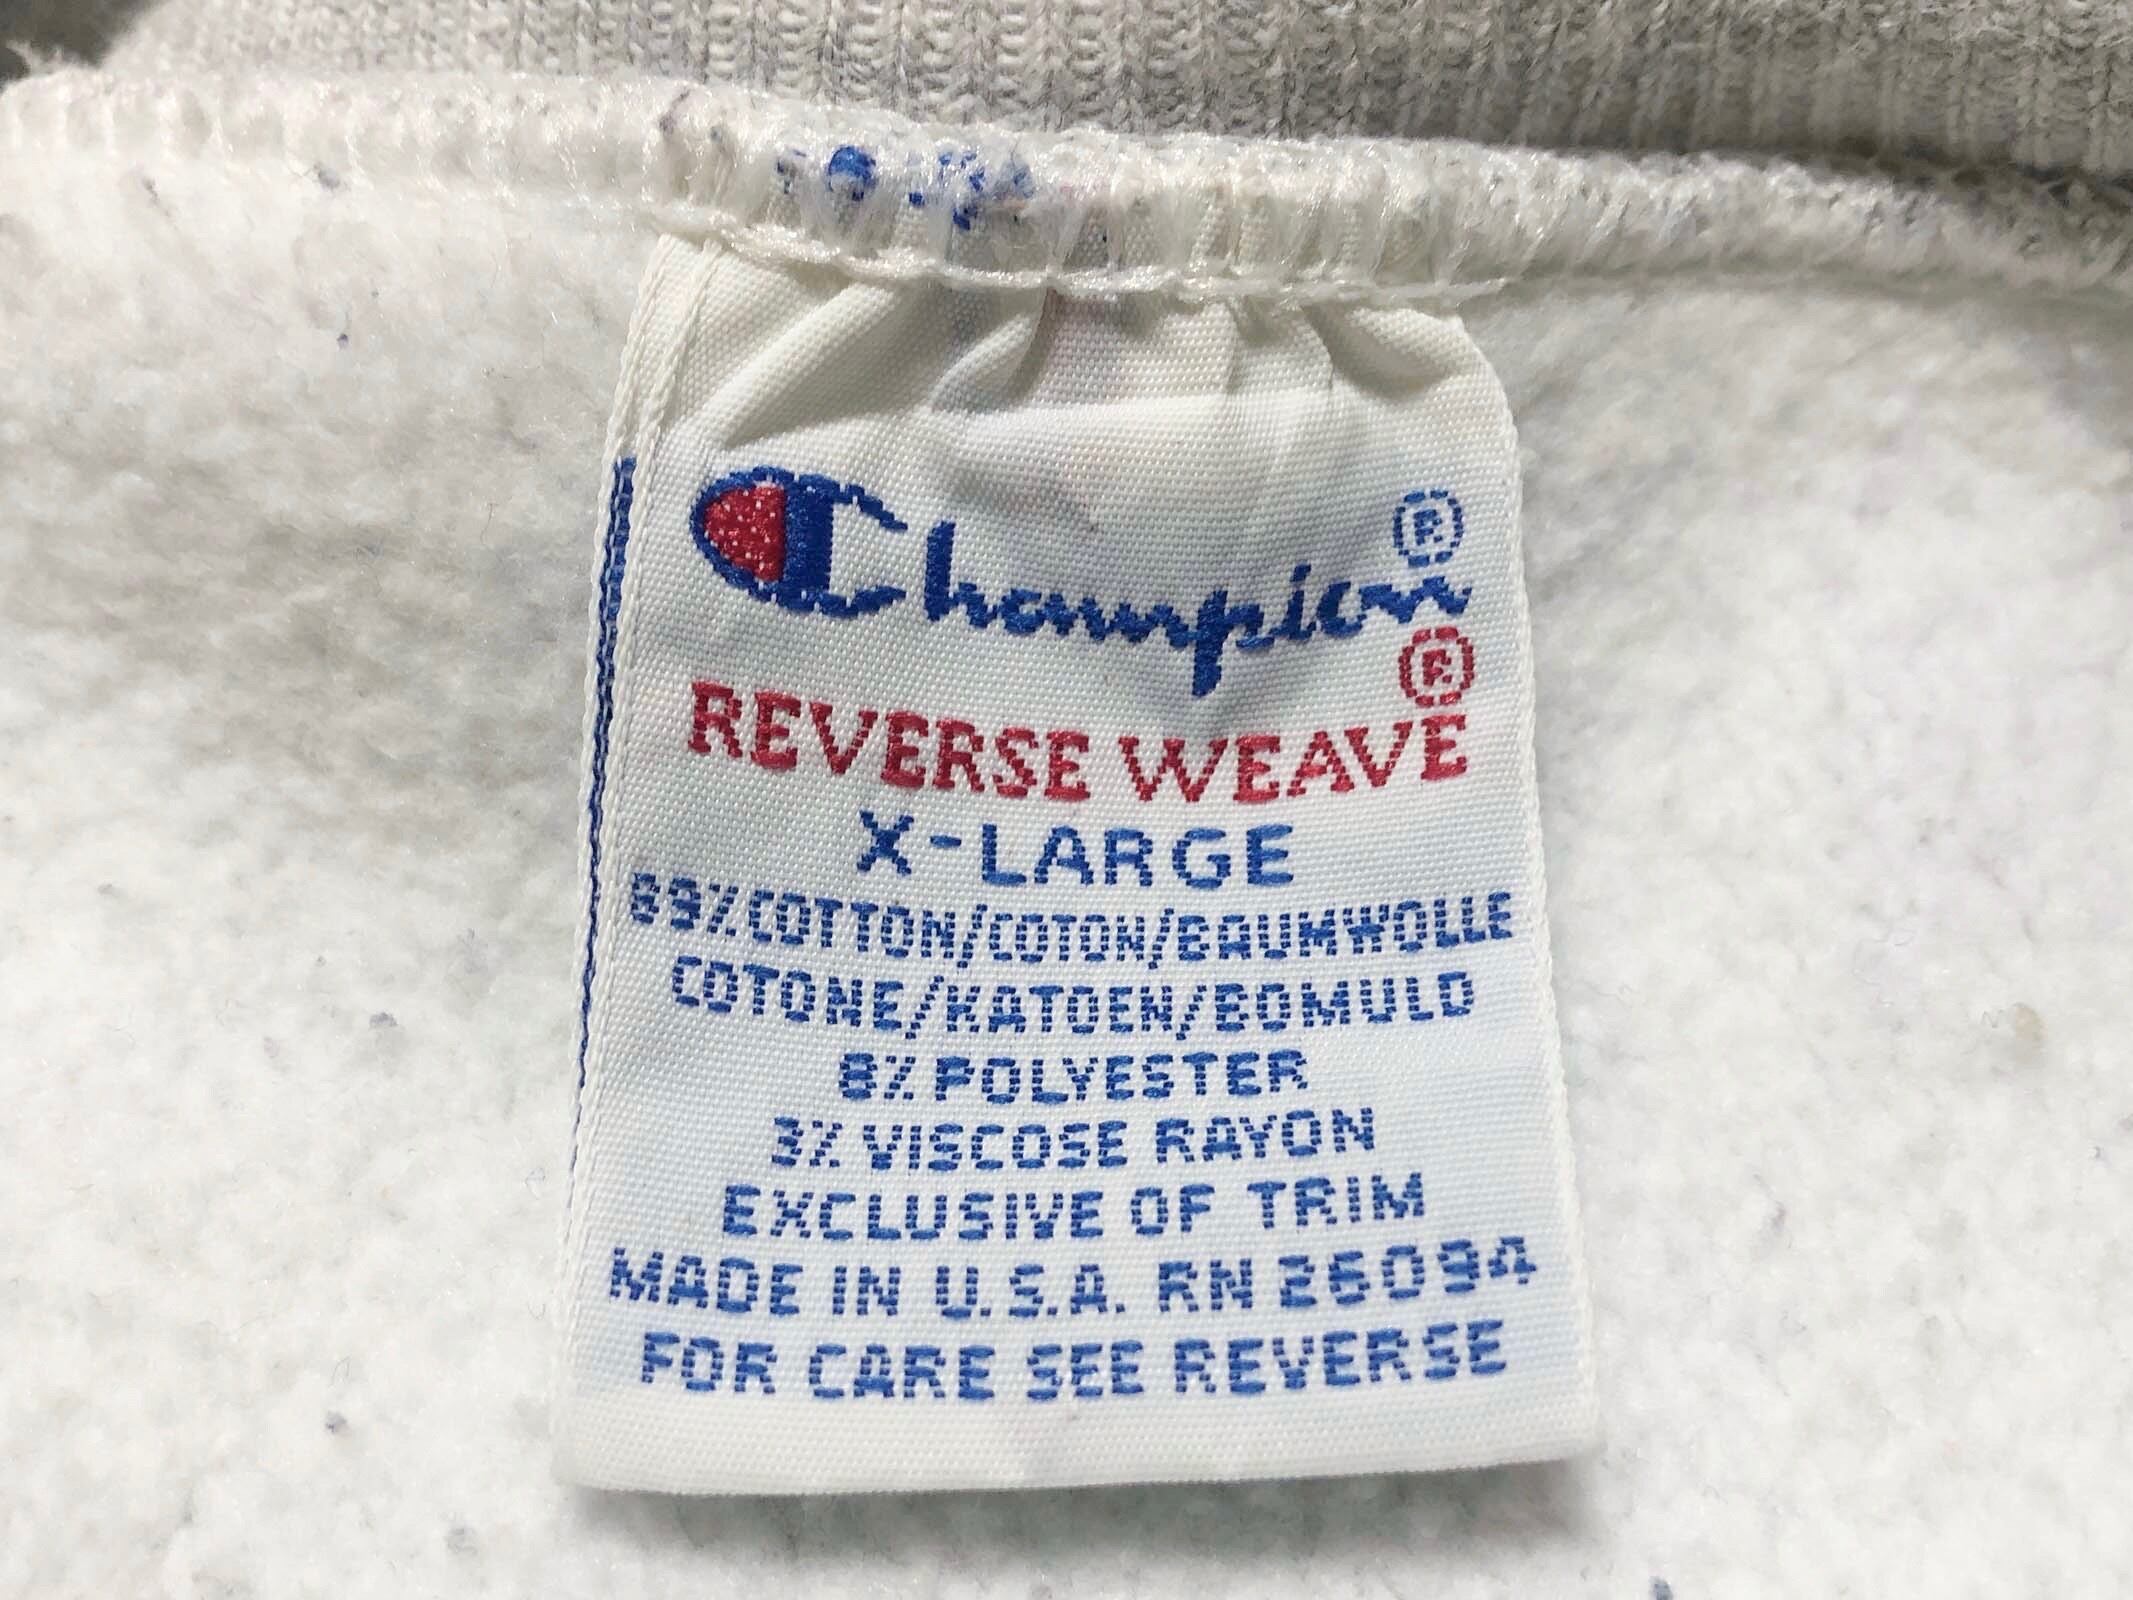 Champion®
REVERSE WEAVE®
X-LARGE
89% COTTON/COTON/BAUMWOLLE
COTONE/KATOEN/BOMULD
8% POLYESTER
3% VISCOSE RAYON
EXCLUSIVE OF TRIM
MADE IN U.S.A. RN 26094
FOR CARE SEE REVERSE